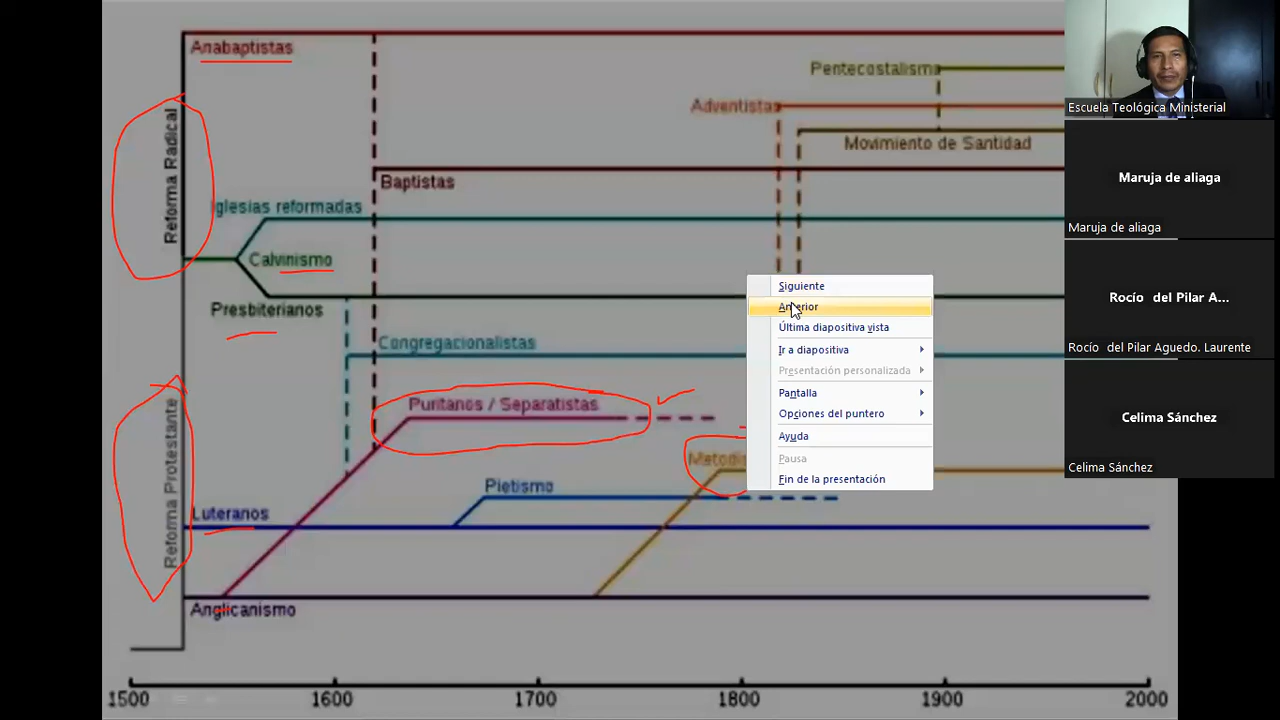 Anabaptistas
Pentecostalismo
Adventistas
Movimiento de Santidad
Reforma Radical
Baptistas
Iglesias reformadas
Calvinismo
Presbiterianos
Congregacionalistas
Puritanos / Separatistas
Reforma Protestante
Pietismo
Luteranos
Anglicanismo
1500 1600 1700 1800 1900 2000
Siguiente
Anterior
Última diapositiva vista
Ir a diapositiva
Presentación personalizada
Pantalla
Opciones del puntero
Ayuda
Pausa
Fin de la presentación
Escuela Teológica Ministerial
Maruja de aliaga
Maruja de aliaga
Rocío del Pilar A...
Rocío del Pilar Aguedo. Laurente
Celima Sánchez
Celima Sánchez